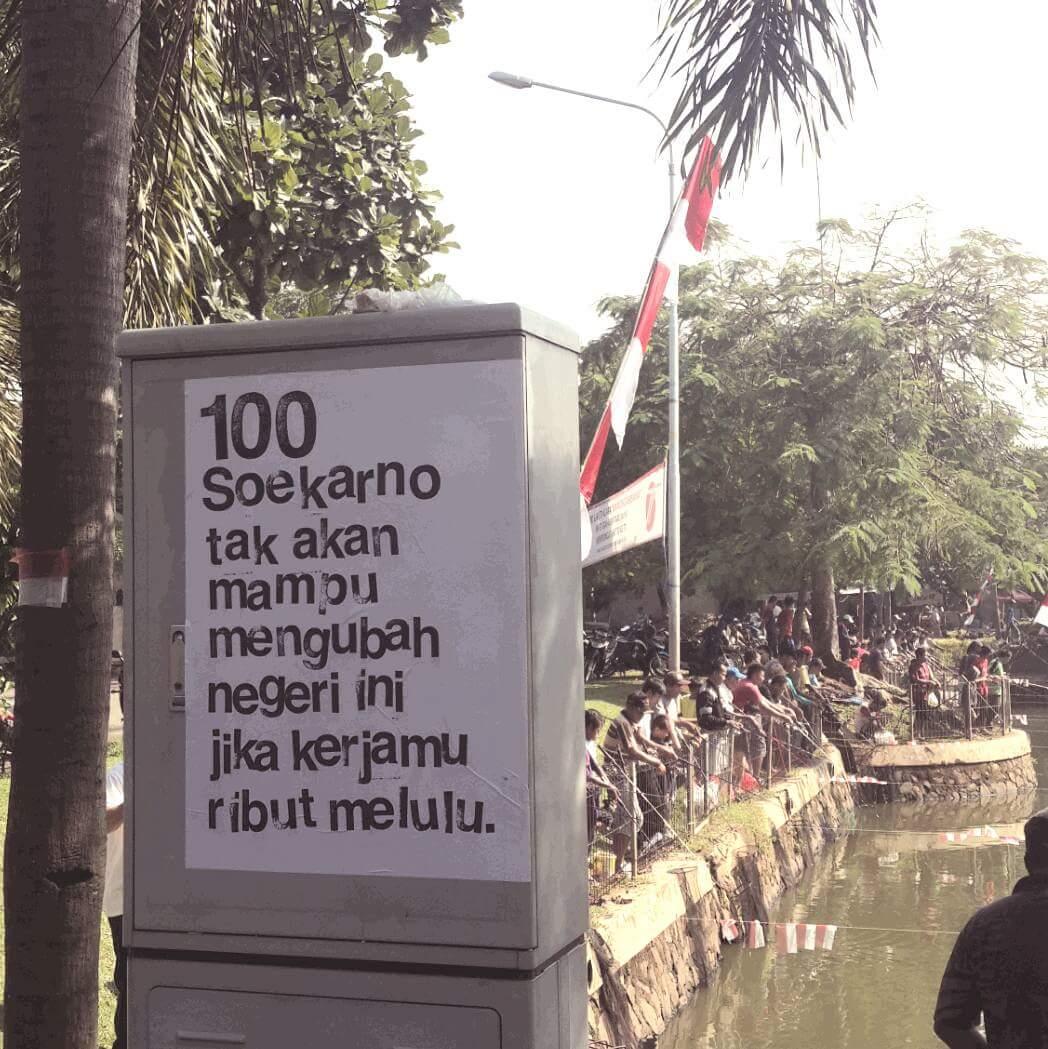 100
Soekarno
tak akan
mampu
mengubah
negeri ini
jika kerjamu
ribut melulu.